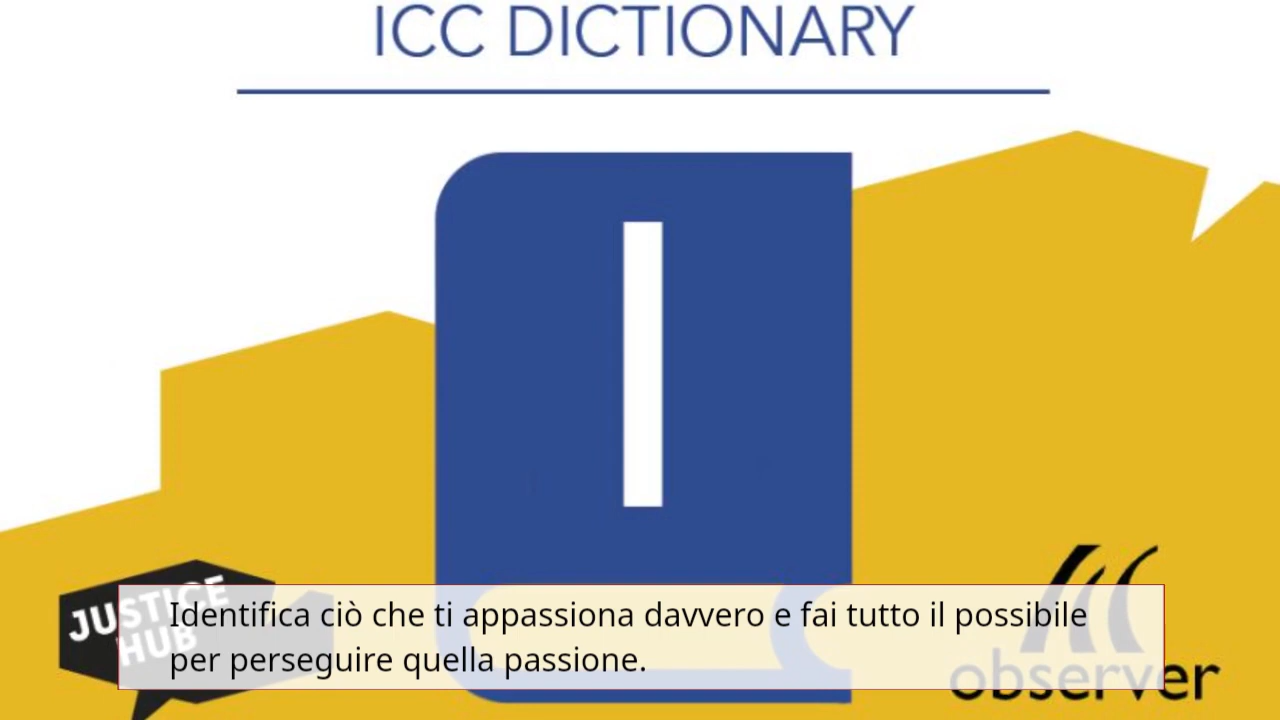 ICC DICTIONARY
I
JUSTICE
HUB
Identifica ciò che ti appassiona davvero e fai tutto il possibile
per perseguire quella passione.
observer